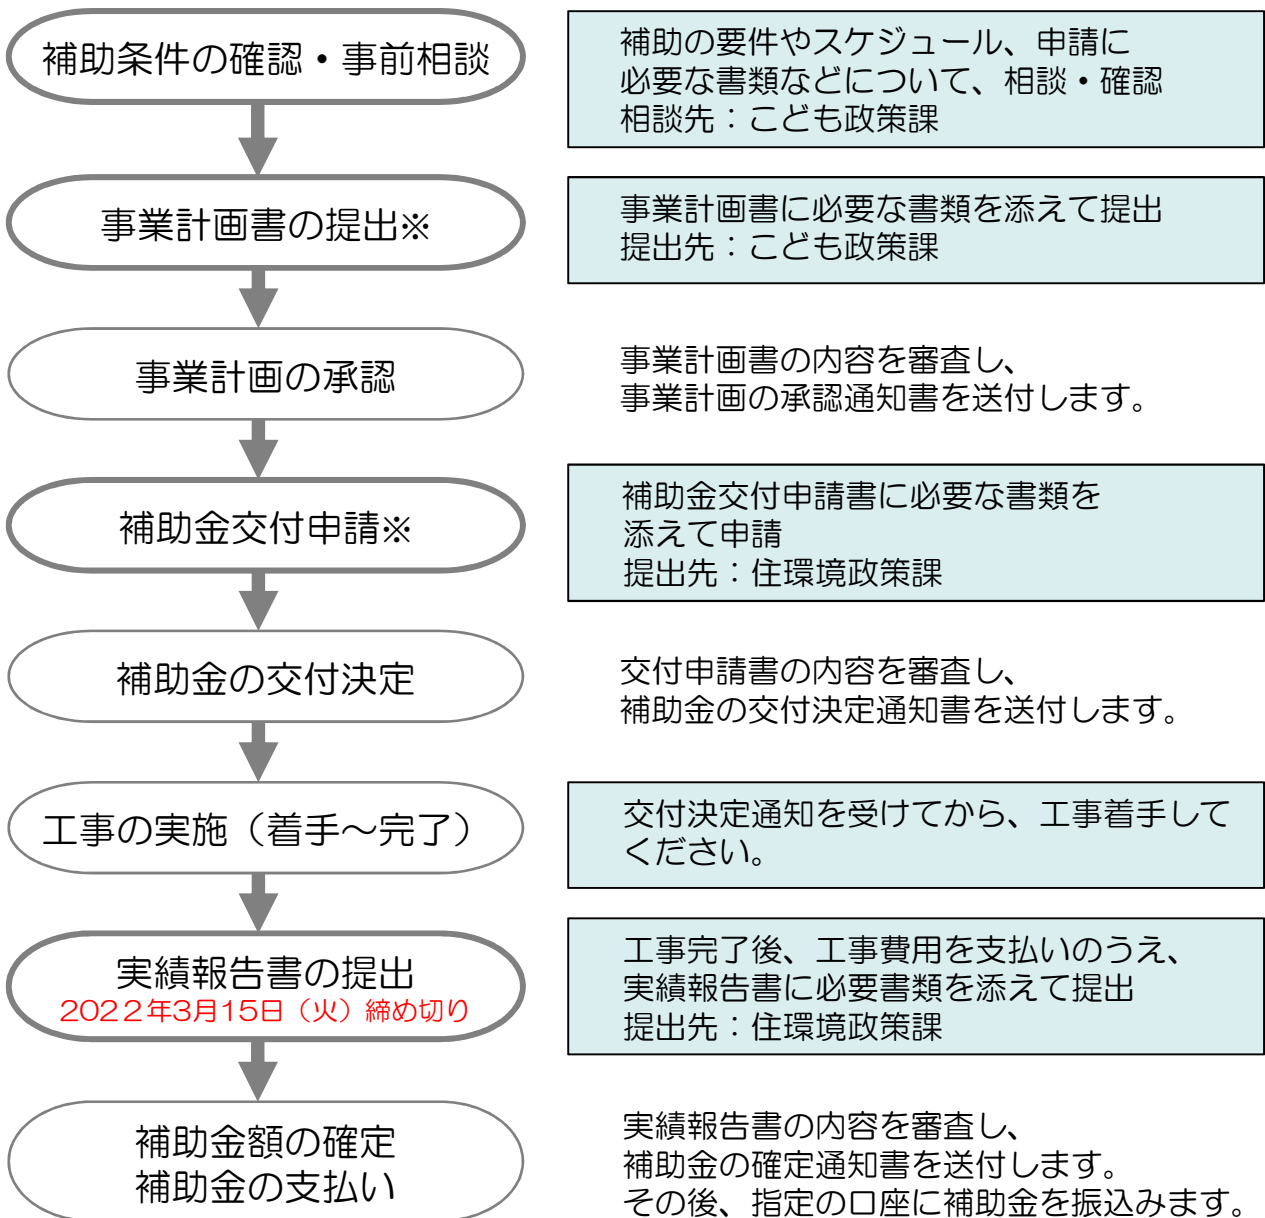 補助条件の確認・事前相談
補助の要件やスケジュール、申請に
必要な書類などについて、相談・確認
相談先：こども政策課
事業計画書の提出※
事業計画書に必要な書類を添えて提出
提出先：こども政策課
事業計画の承認
事業計画書の内容を審査し、
事業計画の承認通知書を送付します。
補助金交付申請※
補助金交付申請書に必要な書類を
添えて申請
提出先：住環境政策課
補助金の交付決定
交付申請書の内容を審査し、
補助金の交付決定通知書を送付します。
工事の実施（着手～完了）
交付決定通知を受けてから、工事着手して
ください。
実績報告書の提出
2022年3月15日（火）締め切り
工事完了後、工事費用を支払いのうえ、
実績報告書に必要書類を添えて提出
提出先：住環境政策課
補助金額の確定
補助金の支払い
実績報告書の内容を審査し、
補助金の確定通知書を送付します。
その後、指定の口座に補助金を振込みます。